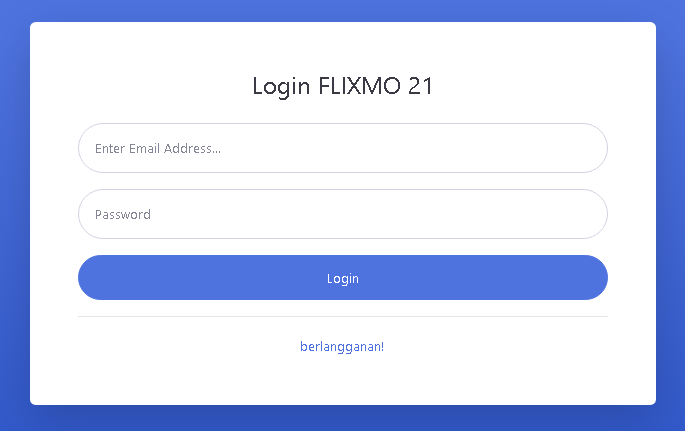 Login FLIXMO 21
Enter Email Address...
Password
Login
berlangganan!